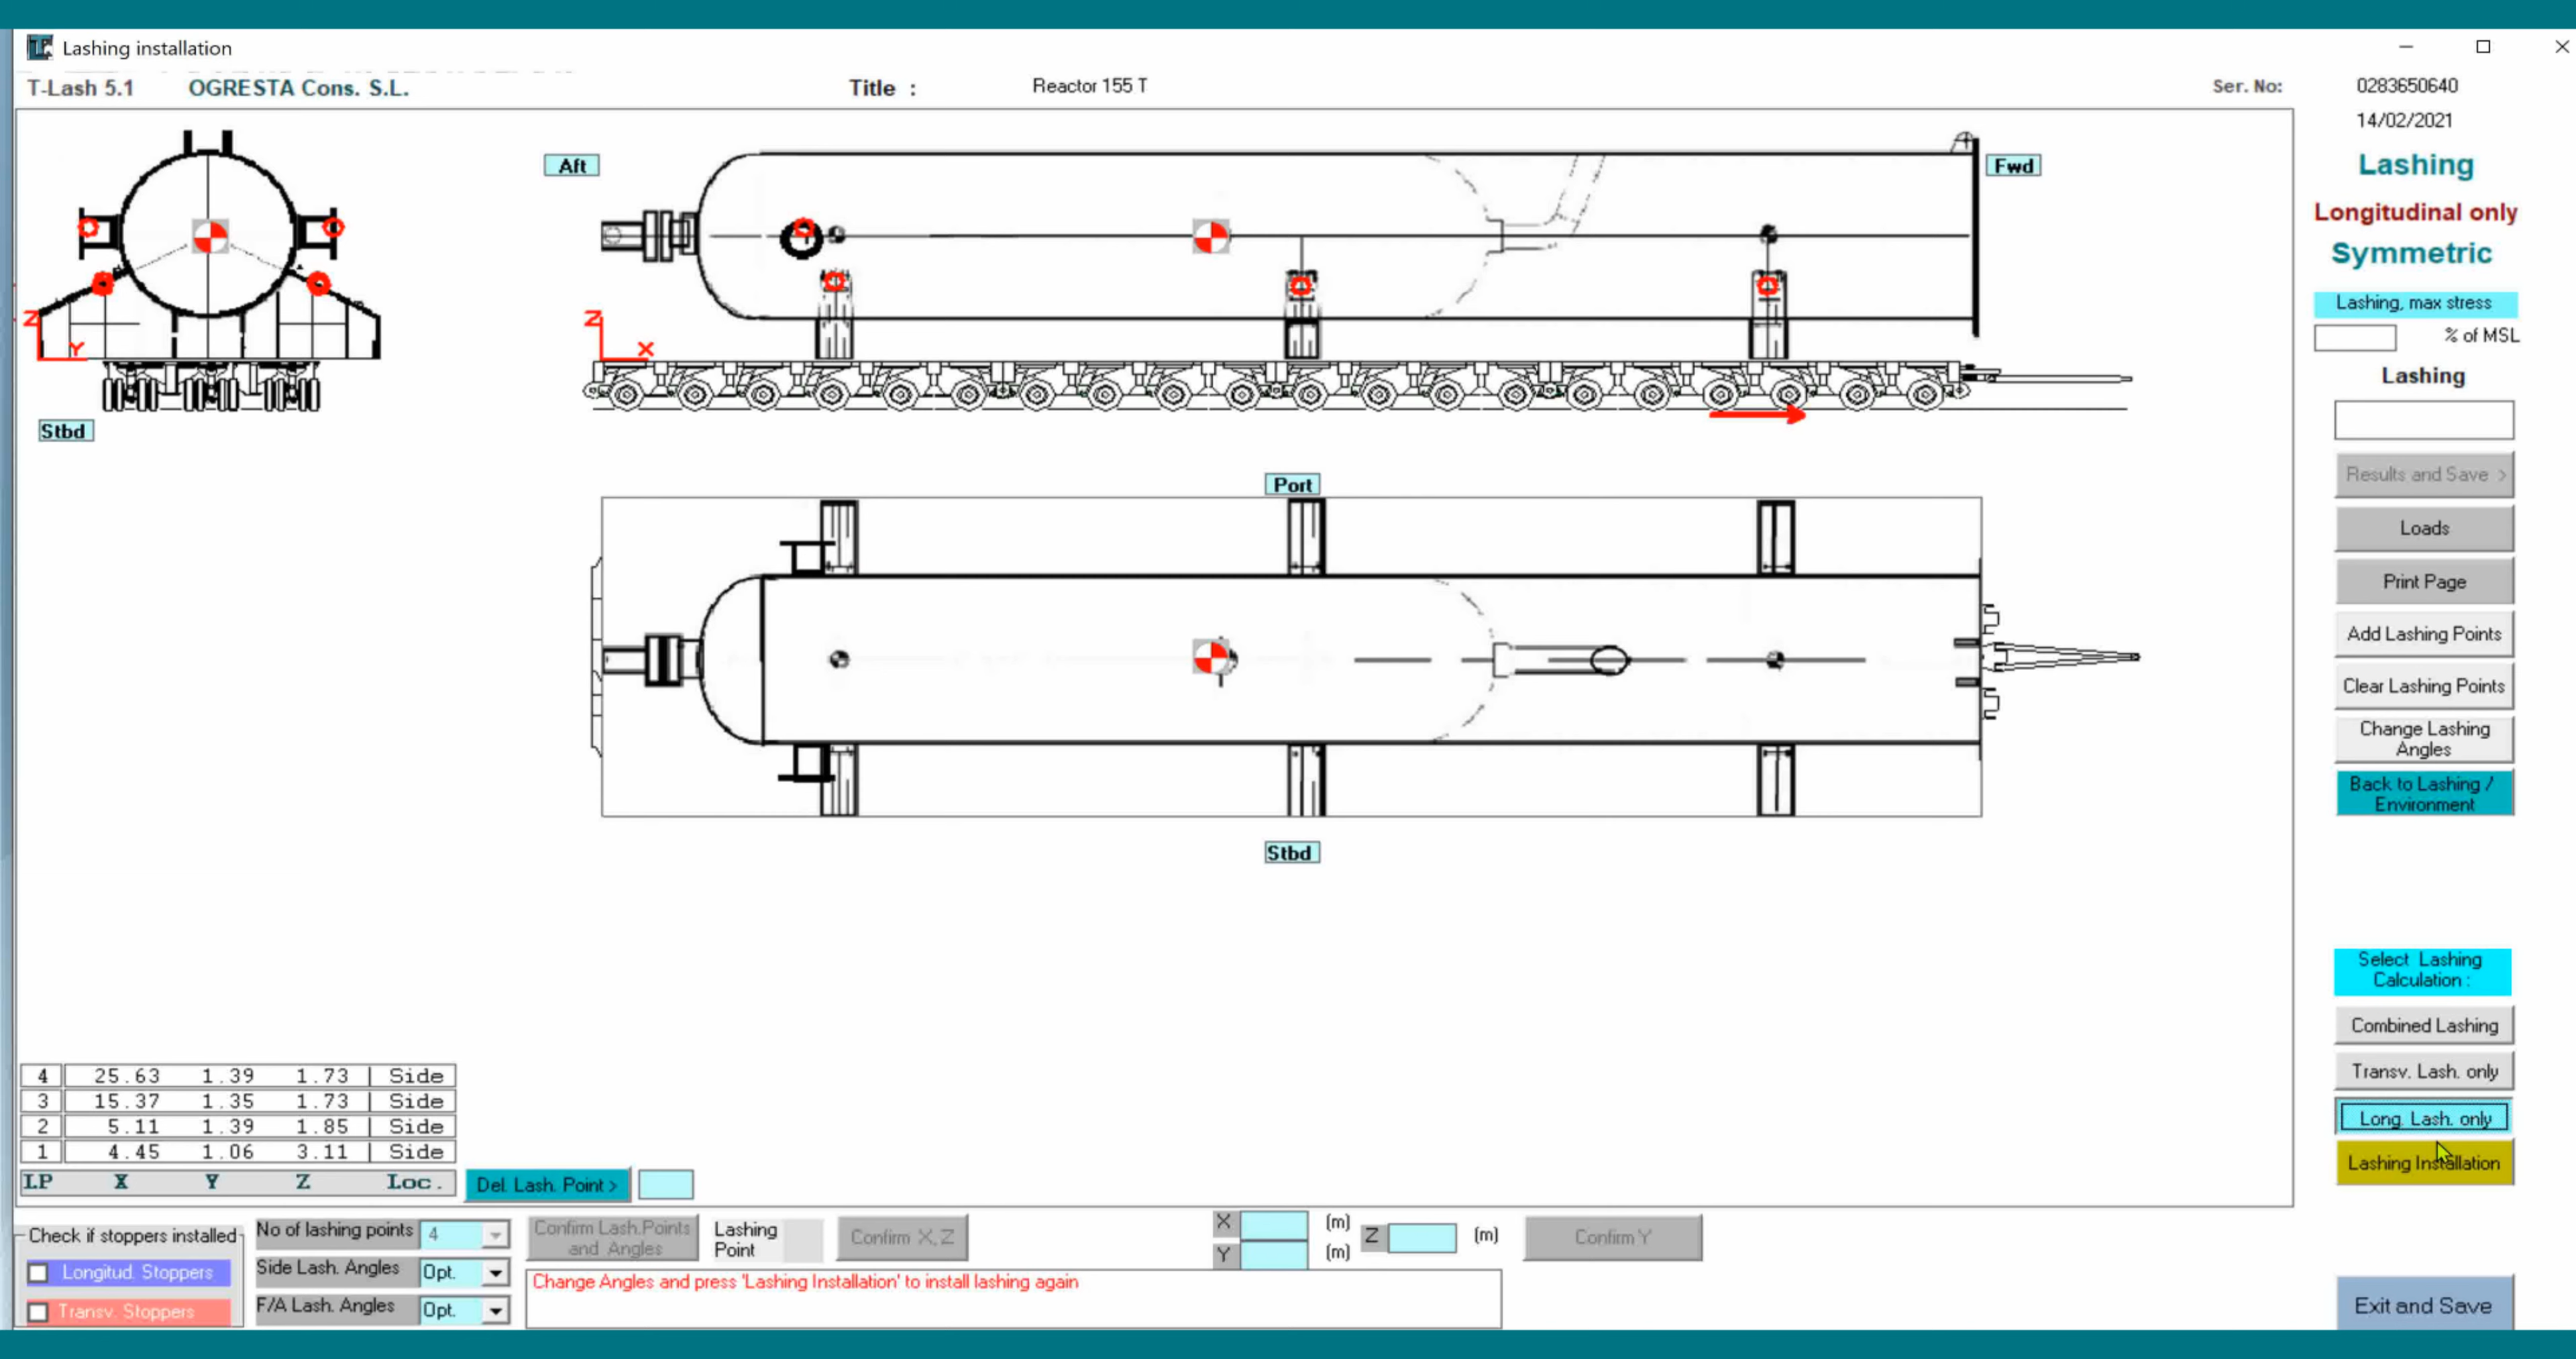 Lashing installation
T-Lash 5.1 OGRESTA Cons. S.L. Title : Reactor 155 T Ser. No: 0283650640
14/02/2021
Lashing
Longitudinal only
Symmetric
Lashing, max stress
% of MSL
Lashing
Results and Save >
Loads
Print Page
Add Lashing Points
Clear Lashing Points
Change Lashing
Angles
Back to Lashing /
Environment
Select Lashing
Calculation :
Combined Lashing
Transv. Lash. only
Long. Lash. only
Lashing Installation
Exit and Save
Aft
Fwd
Z
Y
Z
X
Stbd
Port
Stbd
4 25.63 1.39 1.73 | Side
3 15.37 1.35 1.73 | Side
2 5.11 1.39 1.85 | Side
1 4.45 1.06 3.11 | Side
LP X Y Z Loc.
Del. Lash. Point >
Check if stoppers installed
Longitud. Stoppers
Transv. Stoppers
No of lashing points 4
Side Lash. Angles Opt.
F/A Lash. Angles Opt.
Confirm Lash.Points
and Angles
Lashing
Point
Confirm X,Z
X (m)
Y (m)
Z (m)
Confirm Y
Change Angles and press 'Lashing Installation' to install lashing again